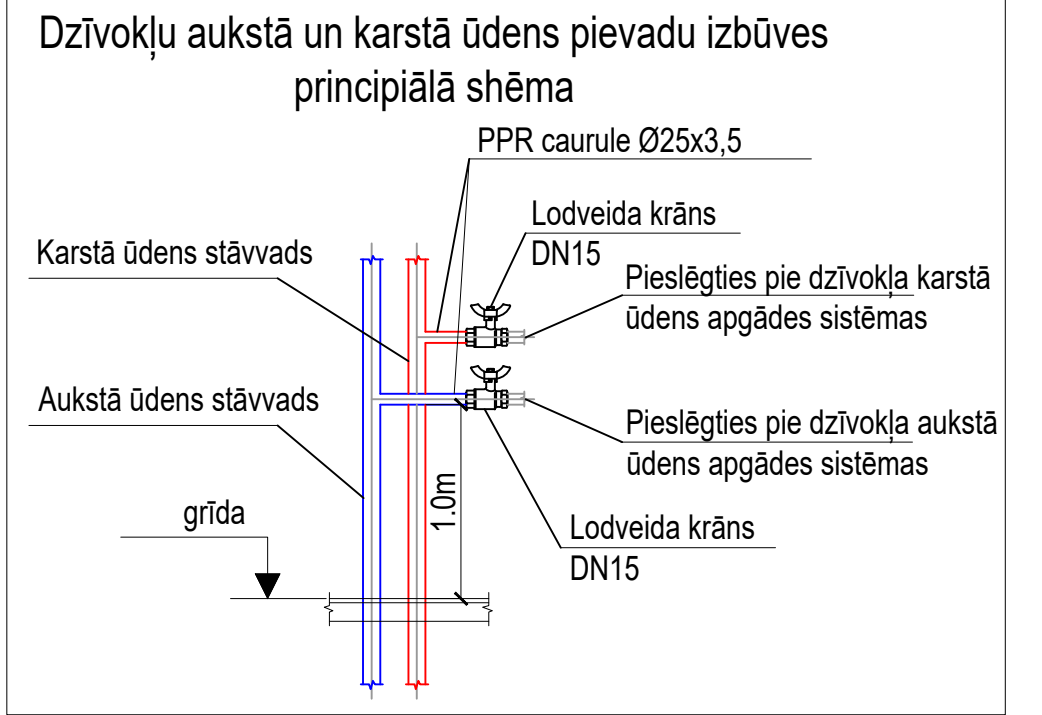 Dzīvokļu aukstā un karstā ūdens pievadu izbūves
principiālā shēma
PPR caurule Ø25x3,5
Lodveida krāns
DN15
Karstā ūdens stāvvads
Pieslēgties pie dzīvokļa karstā
ūdens apgādes sistēmas
Aukstā ūdens stāvvads
Pieslēgties pie dzīvokļa aukstā
ūdens apgādes sistēmas
1.0m
grīda
Lodveida krāns
DN15